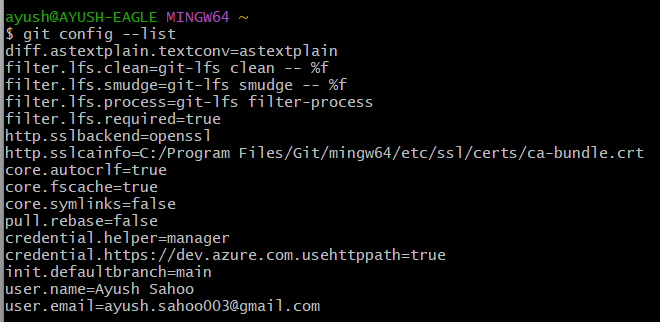 ayush@AYUSH-EAGLE MINGW64 ~
$ git config --list
diff.astextplain.textconv=astextplain
filter.lfs.clean=git-lfs clean -- %f
filter.lfs.smudge=git-lfs smudge -- %f
filter.lfs.process=git-lfs filter-process
filter.lfs.required=true
http.sslbackend=openssl
http.sslcainfo=C:/Program Files/Git/mingw64/etc/ssl/certs/ca-bundle.crt
core.autocrlf=true
core.fscache=true
core.symlinks=false
pull.rebase=false
credential.helper=manager
credential.https://dev.azure.com.usehttppath=true
init.defaultbranch=main
user.name=Ayush Sahoo
user.email=ayush.sahoo003@gmail.com